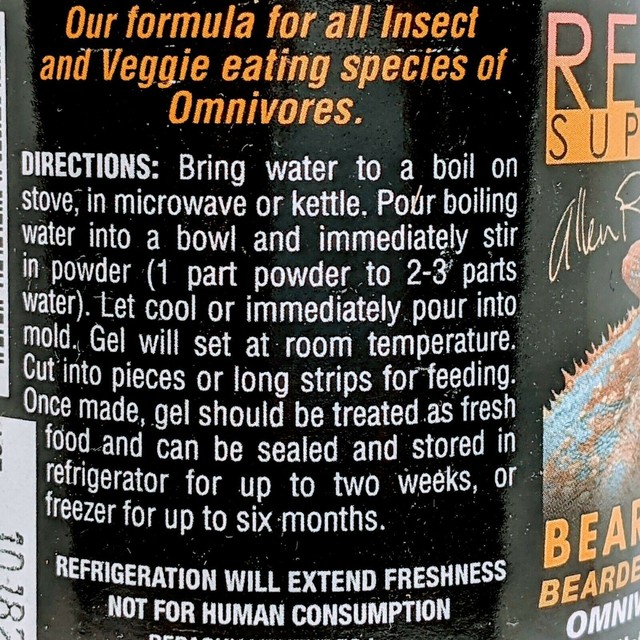 Our formula for all Insect
and Veggie eating species of
Omnivores.
DIRECTIONS: Bring water to a boil on
stove, in microwave or kettle. Pour boiling
water into a bowl and immediately stir
in powder (1 part powder to 2-3 parts
water). Let cool or immediately pour into
mold. Gel will set at room temperature.
Cut into pieces or long strips for feeding.
Once made, gel should be treated as fresh
food and can be sealed and stored in
refrigerator for up to two weeks, or
freezer for up to six months.
REFRIGERATION WILL EXTEND FRESHNESS
NOT FOR HUMAN CONSUMPTION
RE
SUP
Allen R
BEAR
BEARDE
OMNIV